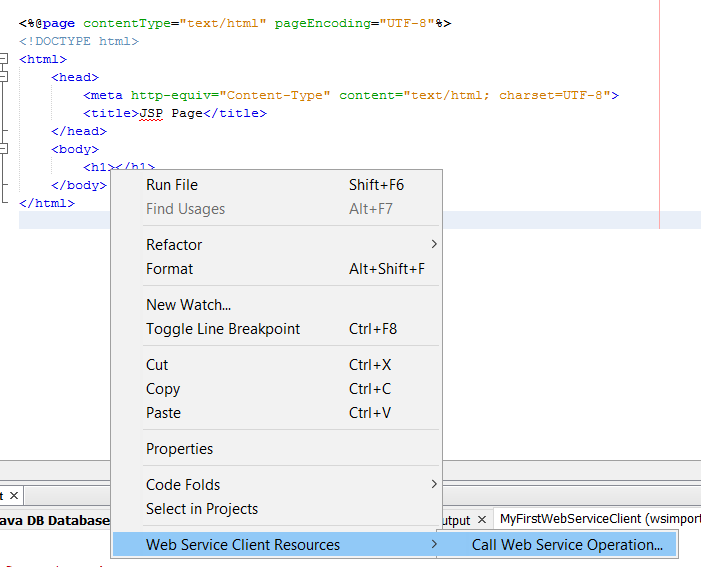 <%@page contentType="text/html" pageEncoding="UTF-8"%>
<!DOCTYPE html>
<html>
<head>
<meta http-equiv="Content-Type" content="text/html; charset=UTF-8">
<title>JSP Page</title>
</head>
<body>
<h1></h1>
</body>
</html>
Run File Shift+F6
Find Usages Alt+F7
Refactor
Format Alt+Shift+F
New Watch...
Toggle Line Breakpoint Ctrl+F8
Cut Ctrl+X
Copy Ctrl+C
Paste Ctrl+V
Properties
Code Folds
Select in Projects
Web Service Client Resources
Call Web Service Operation...
t ×
ava DB Database
utput × MyFirstWebServiceClient (wsimport